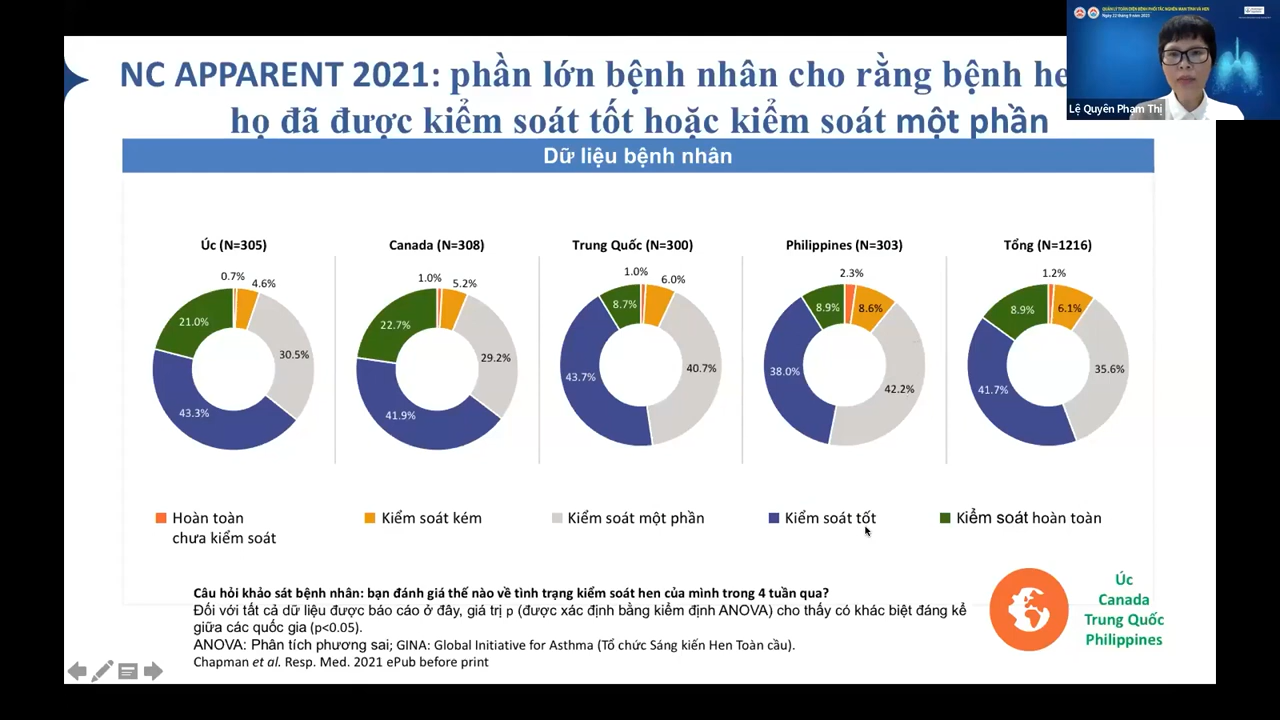 QUẢN LÝ TOÀN DIỆN BỆNH PHỔI TẮC NGHẼN MẠN TÍNH VÀ HEN
Lệ Quyên Phạm Thị
NC APPARENT 2021: phần lớn bệnh nhân cho rằng bệnh he
họ đã được kiểm soát tốt hoặc kiểm soát một phần
Dữ liệu bệnh nhân
Úc (N=305) Canada (N=308) Trung Quốc (N=300) Philippines (N=303) Tổng (N=1216)
0.7% 4.6% 21.0% 30.5% 43.3%
1.0% 5.2% 22.7% 29.2% 41.9%
1.0% 6.0% 8.7% 40.7% 43.7%
2.3% 8.6% 8.9% 42.2% 38.0%
1.2% 6.1% 8.9% 35.6% 41.7%
Hoàn toàn
chưa kiểm soát
Kiểm soát kém
Kiểm soát một phần
Kiểm soát tốt
Kiểm soát hoàn toàn
Câu hỏi khảo sát bệnh nhân: bạn đánh giá thế nào về tình trạng kiểm soát hen của mình trong 4 tuần qua?
Đối với tất cả dữ liệu được báo cáo ở đây, giá trị p (được xác định bằng kiểm định ANOVA) cho thấy có khác biệt đáng kể
giữa các quốc gia (p<0.05).
ANOVA: Phân tích phương sai; GINA: Global Initiative for Asthma (Tổ chức Sáng kiến Hen Toàn cầu).
Chapman et al. Resp. Med. 2021 ePub before print
Úc
Canada
Trung Quốc
Philippines